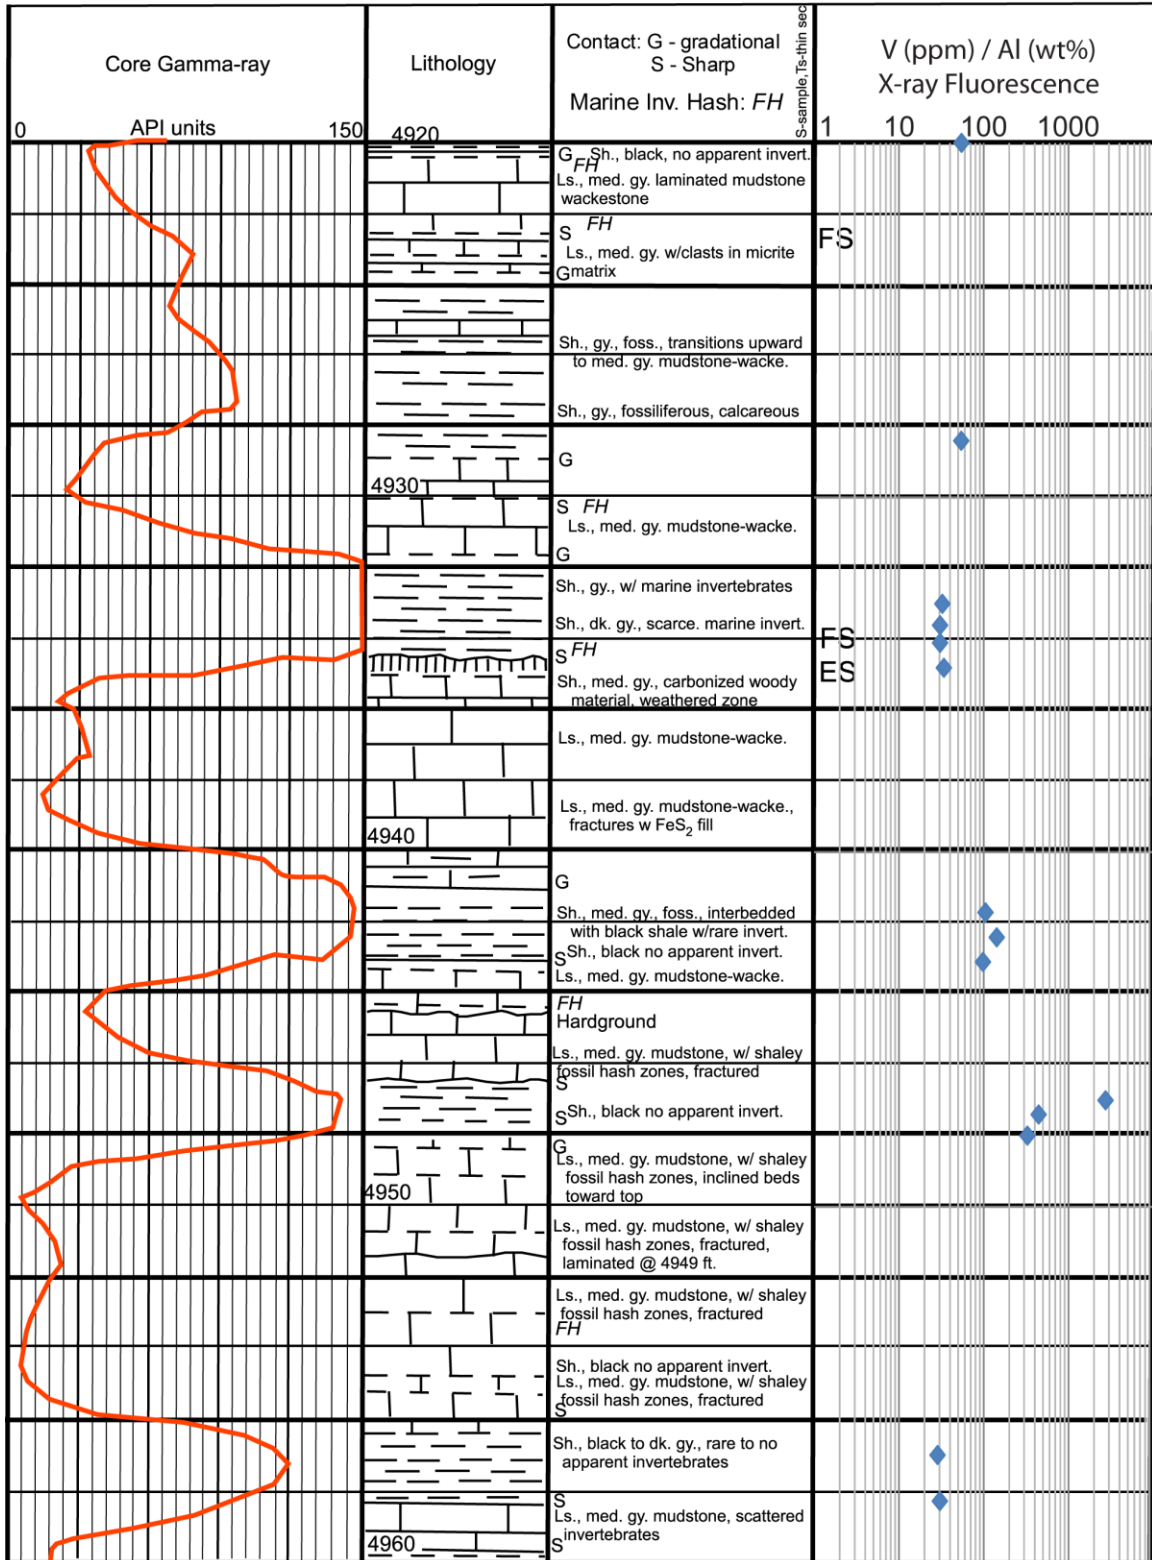 Core Gamma-ray
API units
0
150
Lithology
Contact: G - gradational
S - Sharp
Marine Inv. Hash: FH
S-sample,Ts-thin sec
V (ppm) / Al (wt%)
X-ray Fluorescence
1 10 100 1000
4920
G Sh., black, no apparent invert.
FH
Ls., med. gy. laminated mudstone
wackestone
S FH
FS
Ls., med. gy. w/clasts in micrite
G matrix
Sh., gy., foss., transitions upward
to med. gy. mudstone-wacke.
Sh., gy., fossiliferous, calcareous
G
4930
S FH
Ls., med. gy. mudstone-wacke.
G
Sh., gy., w/ marine invertebrates
Sh., dk. gy., scarce. marine invert.
FS
S FH
ES
Sh., med. gy., carbonized woody
material, weathered zone
Ls., med. gy. mudstone-wacke.
Ls., med. gy. mudstone-wacke.,
fractures w FeS2 fill
4940
G
Sh., med. gy., foss., interbedded
with black shale w/rare invert.
S Sh., black no apparent invert.
Ls., med. gy. mudstone-wacke.
FH
Hardground
Ls., med. gy. mudstone, w/ shaley
fossil hash zones, fractured
S
S Sh., black no apparent invert.
G
Ls., med. gy. mudstone, w/ shaley
fossil hash zones, inclined beds
toward top
4950
Ls., med. gy. mudstone, w/ shaley
fossil hash zones, fractured,
laminated @ 4949 ft.
Ls., med. gy. mudstone, w/ shaley
fossil hash zones, fractured
FH
Sh., black no apparent invert.
Ls., med. gy. mudstone, w/ shaley
fossil hash zones, fractured
S
Sh., black to dk. gy., rare to no
apparent invertebrates
S
Ls., med. gy. mudstone, scattered
invertebrates
S
4960